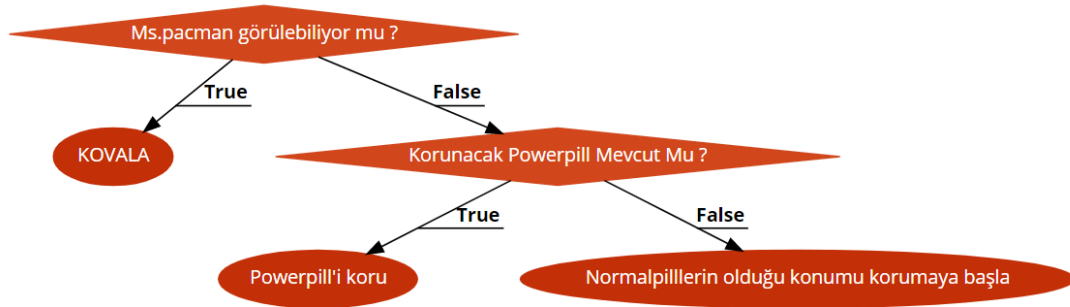 Ms.pacman görülebiliyor mu ?
True
False
KOVALA
Korunacak Powerpill Mevcut Mu ?
True
False
Powerpill'i koru
Normalpilllerin olduğu konumu korumaya başla